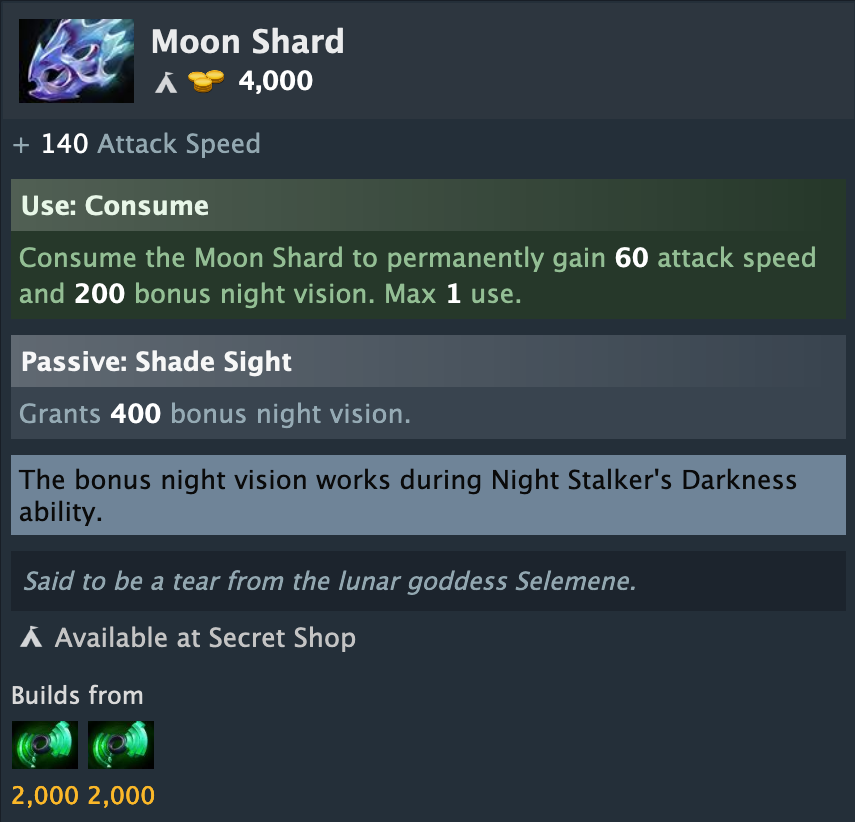 Moon Shard
4,000
+ 140 Attack Speed
Use: Consume
Consume the Moon Shard to permanently gain 60 attack speed
and 200 bonus night vision. Max 1 use.
Passive: Shade Sight
Grants 400 bonus night vision.
The bonus night vision works during Night Stalker's Darkness
ability.
Said to be a tear from the lunar goddess Selemene.
Available at Secret Shop
Builds from
2,000 2,000